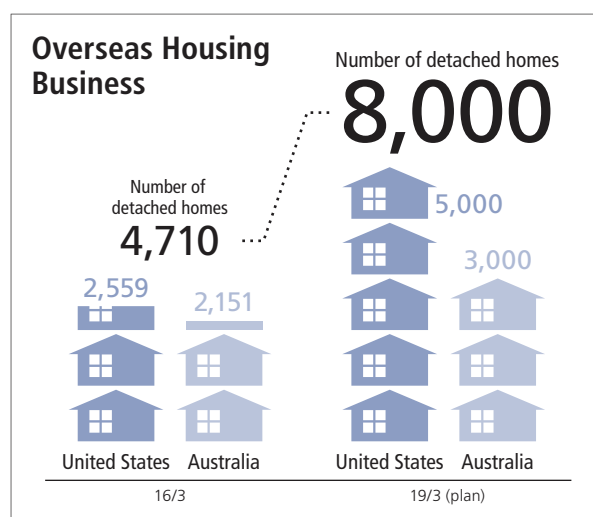 Overseas Housing
Business
Number of detached homes
8,000
Number of
detached homes
4,710
5,000
3,000
2,559
2,151
United States
Australia
United States
Australia
16/3
19/3 (plan)